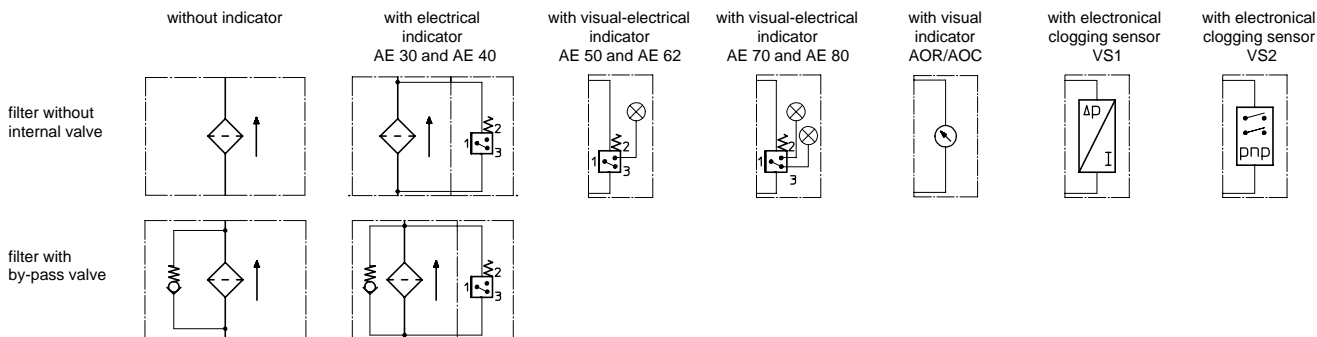 without indicator
with electrical
indicator
AE 30 and AE 40
with visual-electrical
indicator
AE 50 and AE 62
with visual-electrical
indicator
AE 70 and AE 80
with visual
indicator
AOR/AOC
with electronical
clogging sensor
VS1
with electronical
clogging sensor
VS2
filter without
internal valve
1 2 3
1 2 3
1 2 3
Δp
I
pnp
filter with
by-pass valve
1 2 3